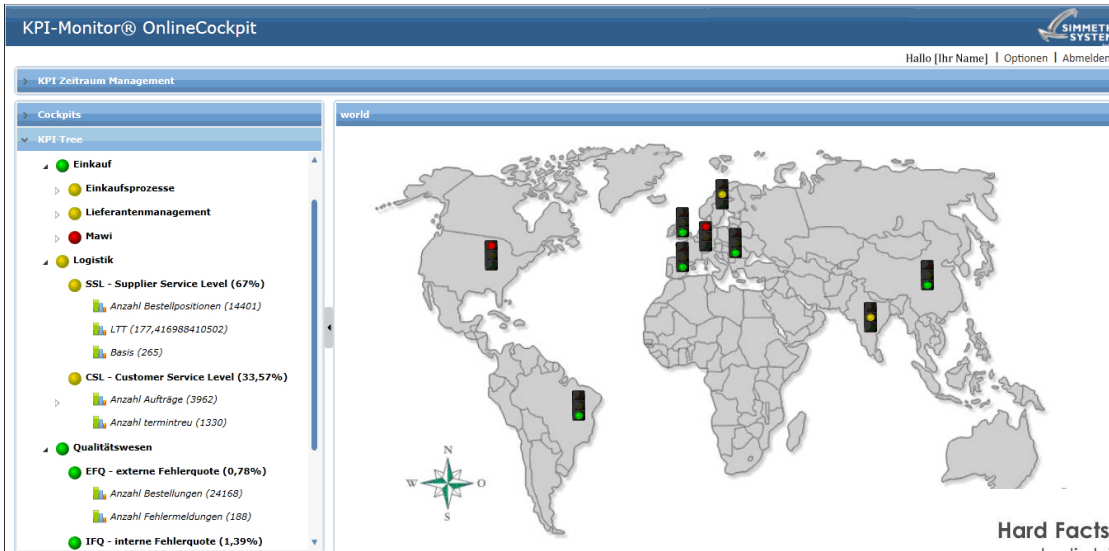 KPI-Monitor® OnlineCockpit
SIMMETH
SYSTEM
Hallo [Ihr Name] | Optionen | Abmelden
KPI Zeitraum Management
Cockpits
world
KPI Tree
Einkauf
Einkaufsprozesse
Lieferantenmanagement
Mawi
Logistik
SSL - Supplier Service Level (67%)
Anzahl Bestellpositionen (14401)
LTT (177,416988410502)
Basis (265)
CSL - Customer Service Level (33,57%)
Anzahl Aufträge (3962)
Anzahl termintreu (1330)
Qualitätswesen
EFQ - externe Fehlerquote (0,78%)
Anzahl Bestellungen (24168)
Anzahl Fehlermeldungen (188)
IFQ - interne Fehlerquote (1,39%)
N
W O
S
Hard Facts